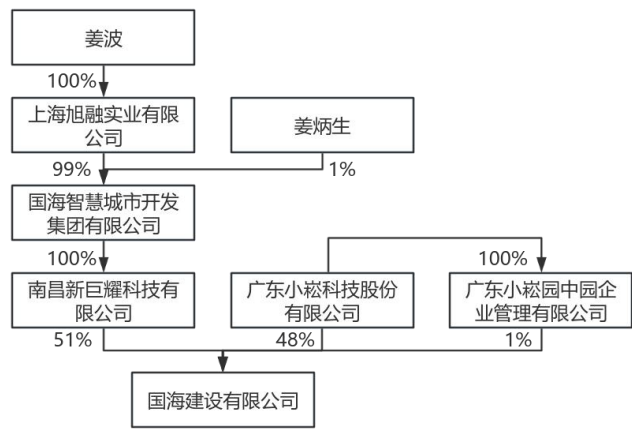 姜波
100%
上海旭融实业有限
公司
姜炳生
99%
1%
国海智慧城市开发
集团有限公司
100%
100%
南昌新巨耀科技有
限公司
广东小崧科技股份
有限公司
广东小崧园中园企
业管理有限公司
51%
48%
1%
国海建设有限公司